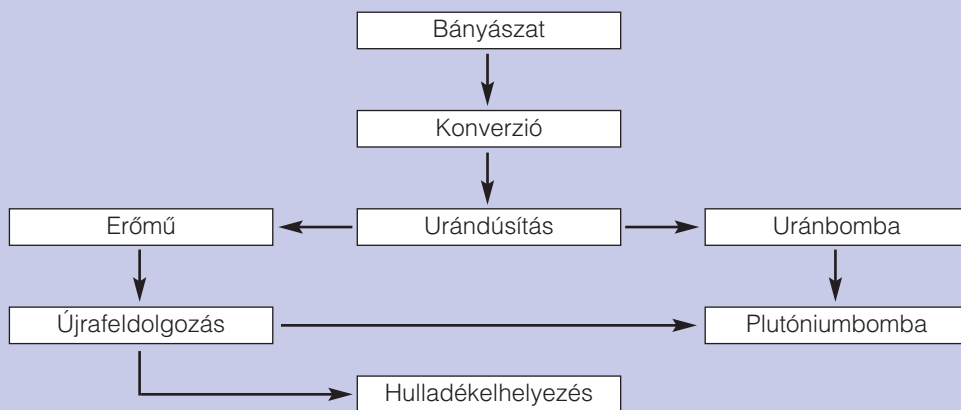 Bányászat
Konverzió
Erőmű
Urándúsítás
Uránbomba
Újrafeldolgozás
Plutóniumbomba
Hulladékelhelyezés